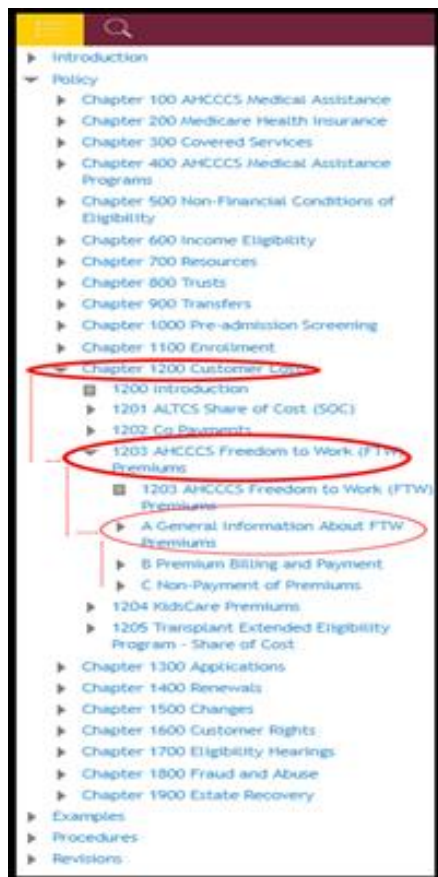 Introduction
Policy
Chapter 100 AHCCCS Medical Assistance
Chapter 200 Medicare Health Insurance
Chapter 300 Covered Services
Chapter 400 AHCCCS Medical Assistance
Programs
Chapter 500 Non-Financial Conditions of
Eligibility
Chapter 600 Income Eligibility
Chapter 700 Resources
Chapter 800 Trusts
Chapter 900 Transfers
Chapter 1000 Pre-admission Screening
Chapter 1100 Enrollment
Chapter 1200 Customer Costs
1200 Introduction
1201 ALTCS Share of Cost (SOC)
1202 Co Payments
1203 AHCCCS Freedom to Work (FTW)
Premiums
1203 AHCCCS Freedom to Work (FTW)
Premiums
A General Information About FTW
Premiums
B Premium Billing and Payment
C Non-Payment of Premiums
1204 KidsCare Premiums
1205 Transplant Extended Eligibility
Program - Share of Cost
Chapter 1300 Applications
Chapter 1400 Renewals
Chapter 1500 Changes
Chapter 1600 Customer Rights
Chapter 1700 Eligibility Hearings
Chapter 1800 Fraud and Abuse
Chapter 1900 Estate Recovery
Examples
Procedures
Revisions